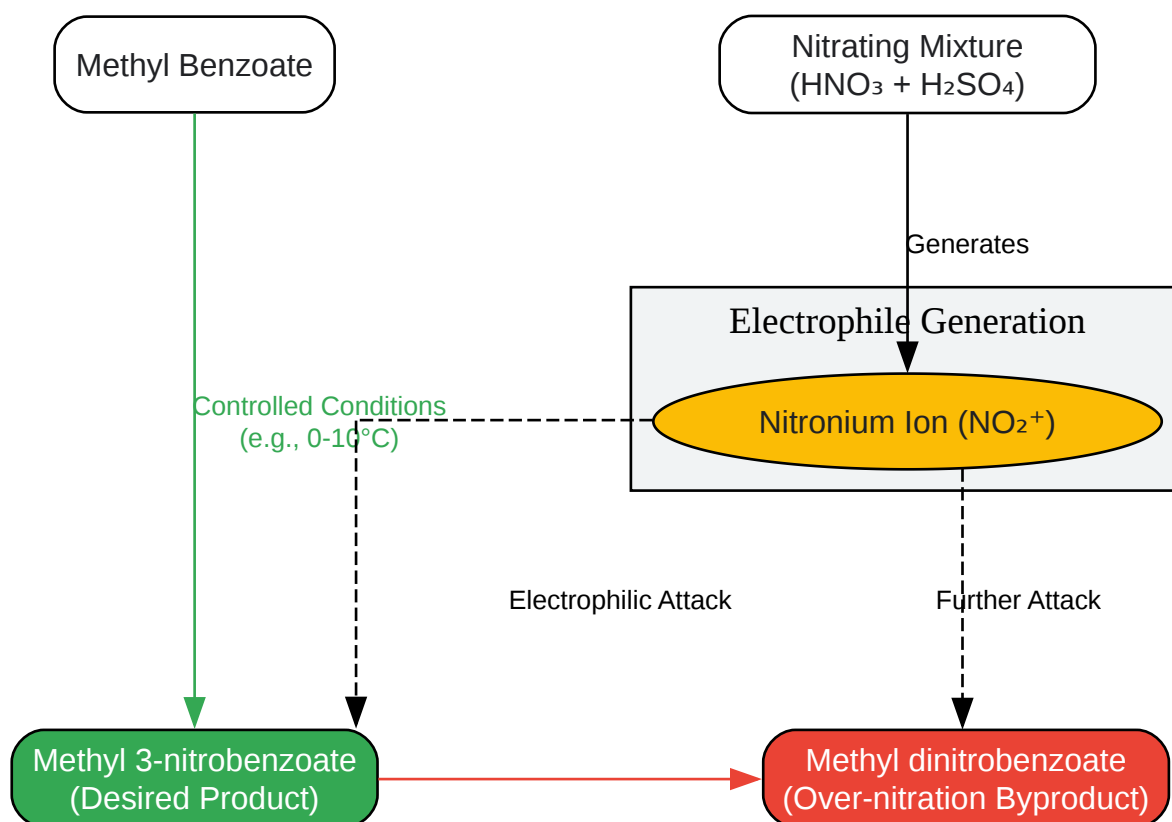 Methyl Benzoate
Nitrating Mixture
(HNO₃ + H₂SO₄)
Generates
Electrophile Generation
Controlled Conditions
(e.g., 0-10°C)
Nitronium Ion (NO₂⁺)
Electrophilic Attack
Further Attack
Methyl 3-nitrobenzoate
(Desired Product)
Methyl dinitrobenzoate
(Over-nitration Byproduct)